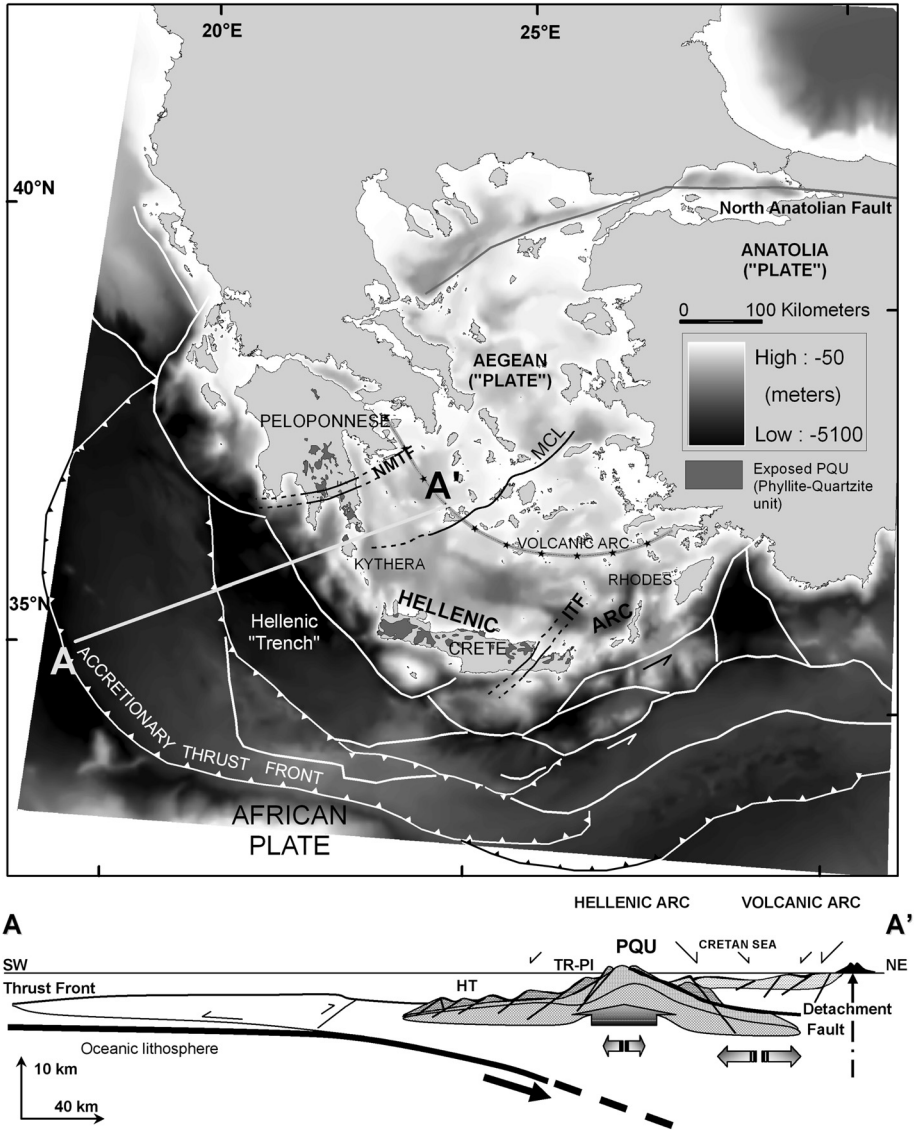 20°E
25°E
40°N
North Anatolian Fault
ANATOLIA
("PLATE")
0 100 Kilometers
AEGEAN
("PLATE")
High : -50
(meters)
Low : -5100
PELOPONNESE
NMTF
MCL
A'
Exposed PQU
(Phyllite-Quartzite
unit)
VOLCANIC ARC
KYTHERA
RHODES
35°N
HELLENIC
ITF
ARC
Hellenic
"Trench"
CRETE
A
ACCRETIONARY THRUST FRONT
AFRICAN
PLATE
HELLENIC ARC
VOLCANIC ARC
A
A’
PQU
CRETAN SEA
SW
TR-PI
NE
Thrust Front
HT
Detachment
Fault
Oceanic lithosphere
10 km
40 km